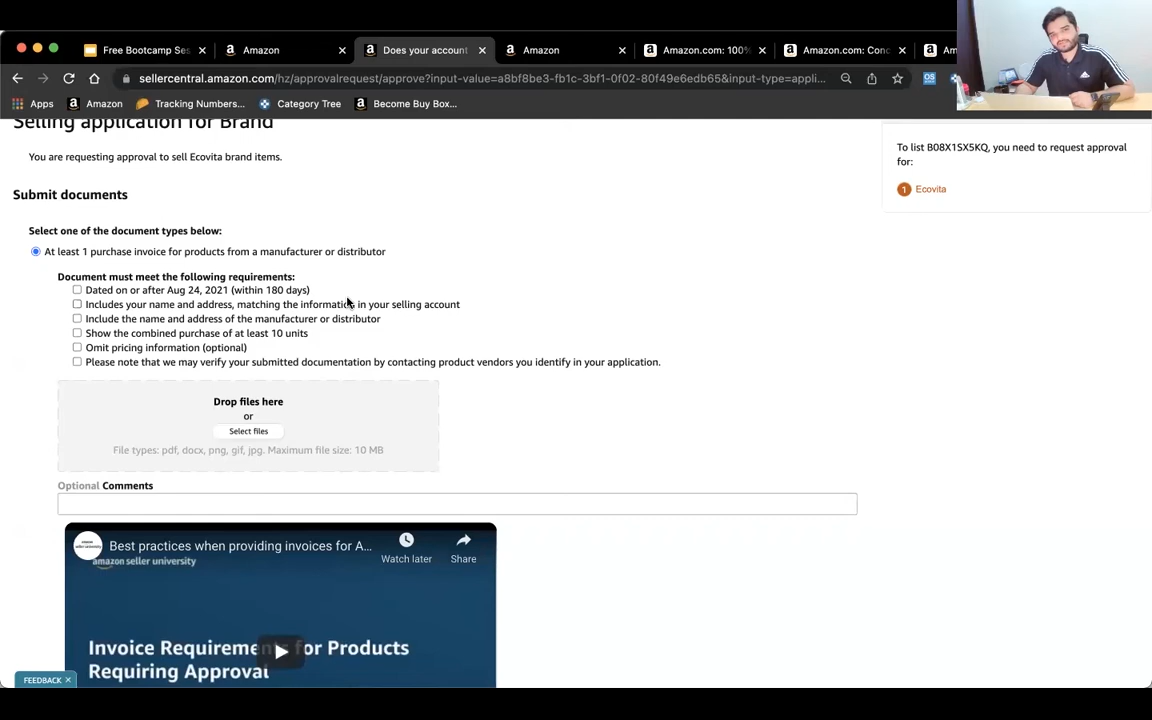 Free Bootcamp Ses
Amazon
Does your account
Amazon
Amazon.com: 100%
Amazon.com: Conc
Am
sellercentral.amazon.com/hz/approvalrequest/approve?input-value=a8bf8be3-fb1c-3bf1-0f02-80f49e6edb65&input-type=appli...
OS
Apps
Amazon
Tracking Numbers...
Category Tree
Become Buy Box...
Selling application for Brand
You are requesting approval to sell Ecovita brand items.
Submit documents
Select one of the document types below:
At least 1 purchase invoice for products from a manufacturer or distributor
Document must meet the following requirements:
Dated on or after Aug 24, 2021 (within 180 days)
Includes your name and address, matching the information in your selling account
Include the name and address of the manufacturer or distributor
Show the combined purchase of at least 10 units
Omit pricing information (optional)
Please note that we may verify your submitted documentation by contacting product vendors you identify in your application.
Drop files here
or
Select files
File types: pdf, docx, png, gif, jpg. Maximum file size: 10 MB
Optional Comments
Best practices when providing invoices for A...
amazon seller university
Watch later
Share
Invoice Requirements for Products
Requiring Approval
FEEDBACK
To list B08X1SX5KQ, you need to request approval
for:
1 Ecovita